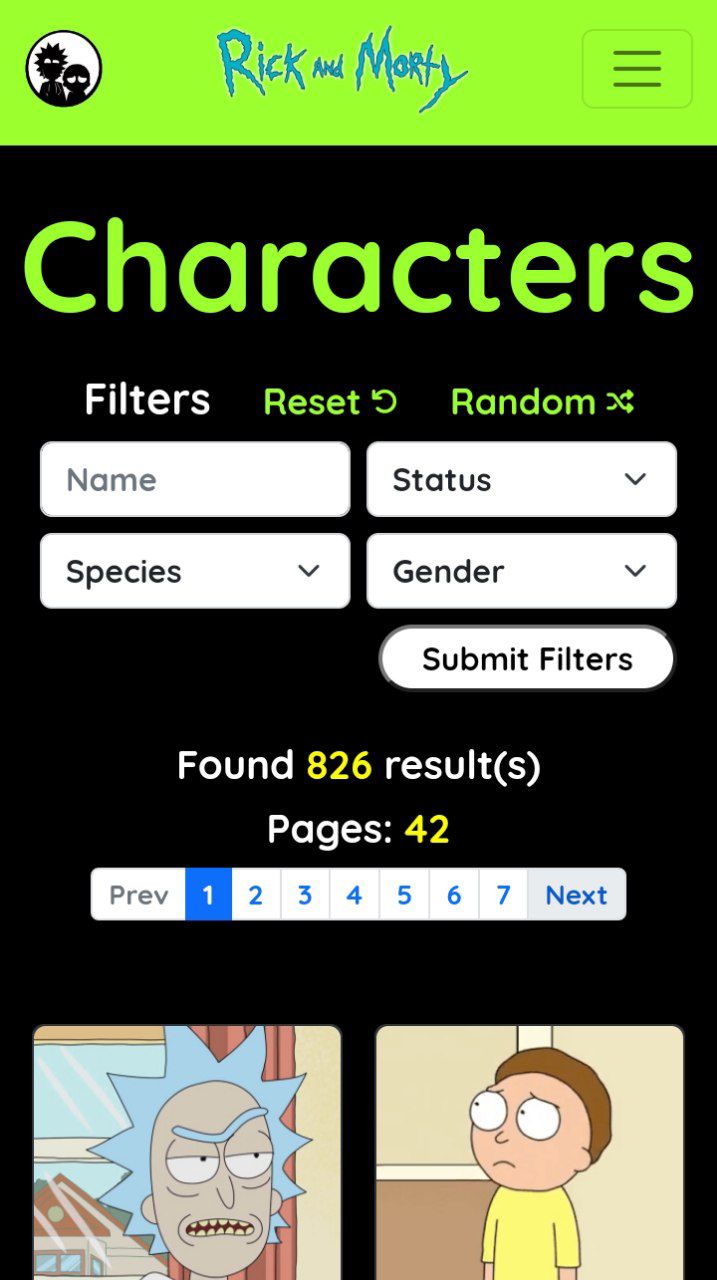 Rick and Morty
Characters
Filters Reset Random
Name Status
Species Gender
Submit Filters
Found 826 result(s)
Pages: 42
Prev 1 2 3 4 5 6 7 Next